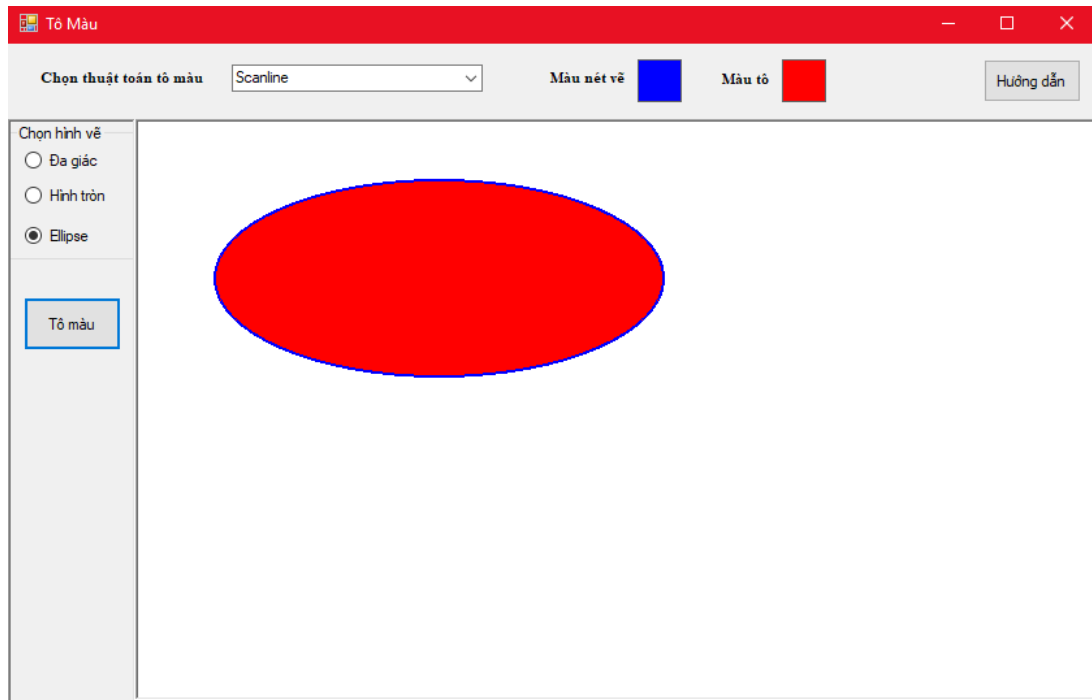 Tô Màu
Chọn thuật toán tô màu Scanline Màu nét vẽ Màu tô Hướng dẫn
Chọn hình vẽ
Đa giác
Hình tròn
Ellipse
Tô màu